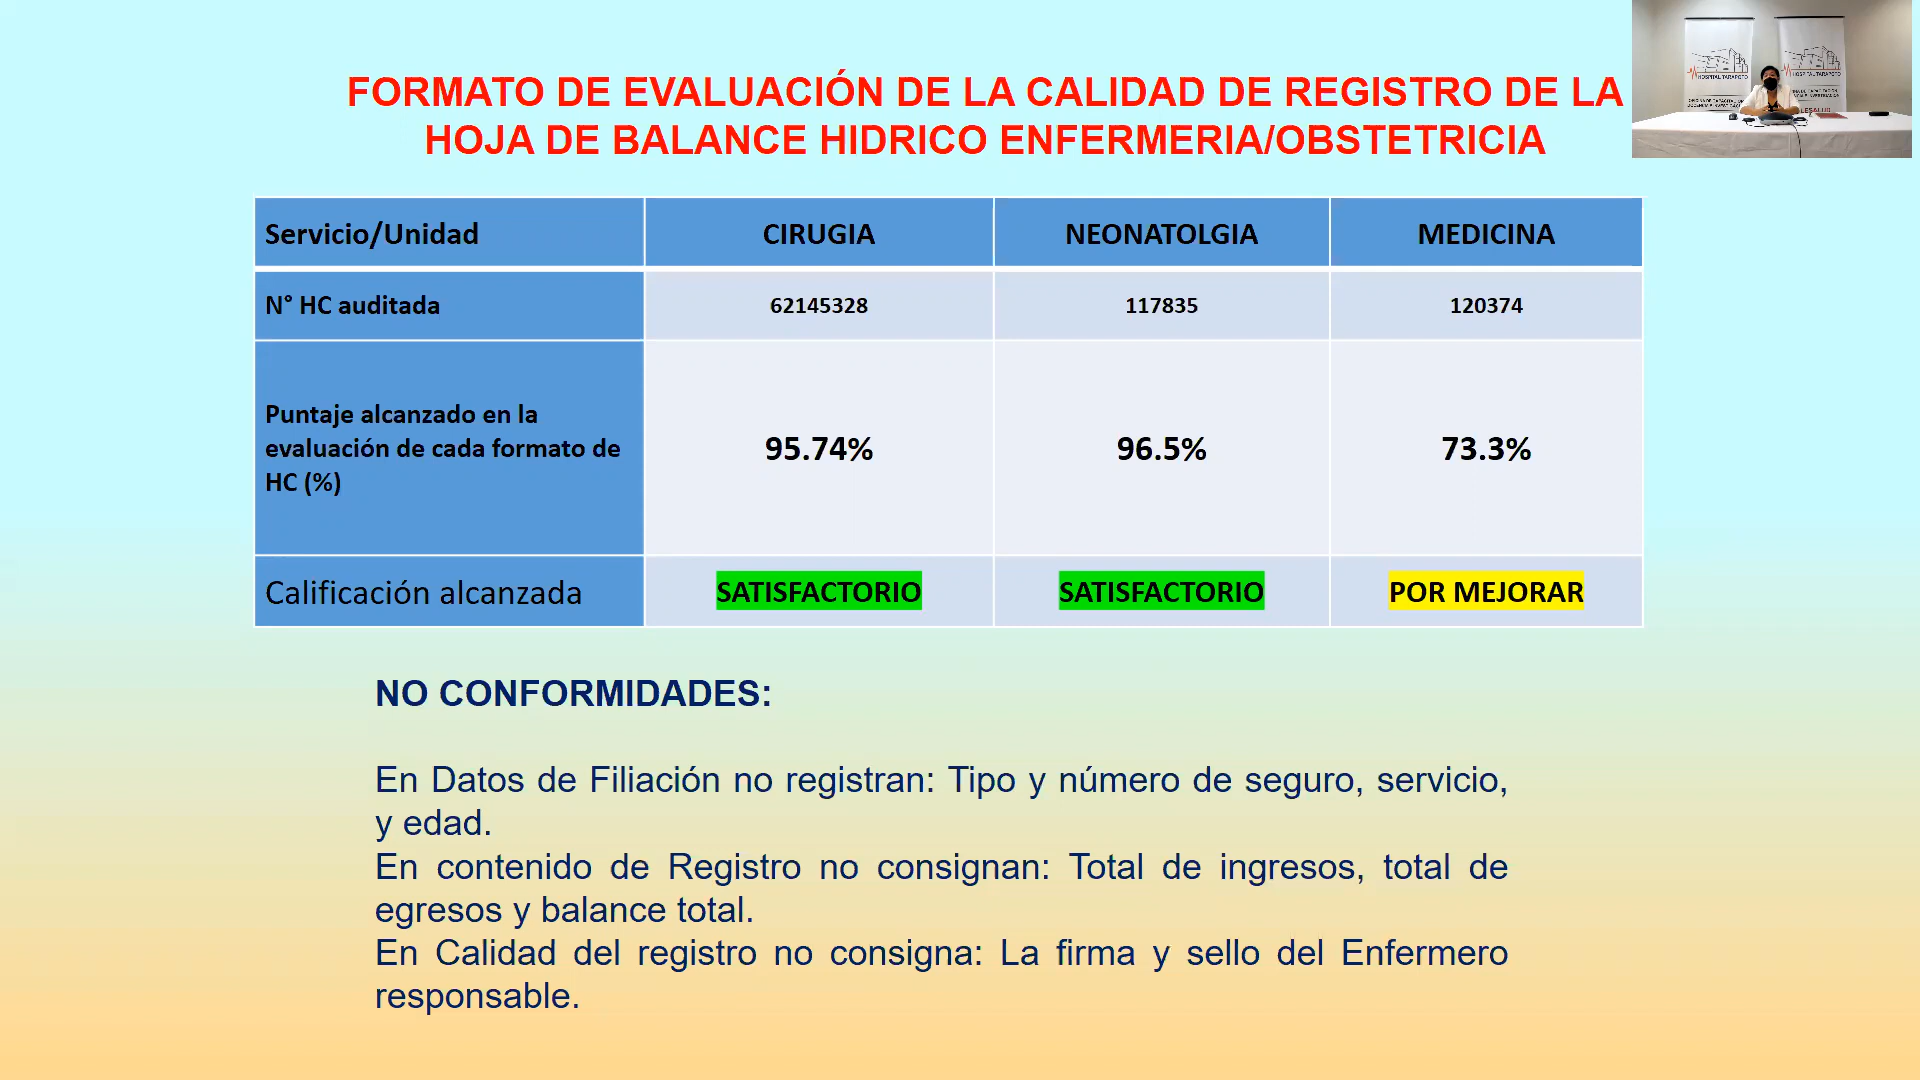 FORMATO DE EVALUACIÓN DE LA CALIDAD DE REGISTRO DE LA
HOJA DE BALANCE HIDRICO ENFERMERIA/OBSTETRICIA
HOSPITAL TARAPOTO
HOSPITAL TARAPOTO
Servicio/Unidad CIRUGIA NEONATOLGIA MEDICINA
N° HC auditada 62145328 117835 120374
Puntaje alcanzado en la
evaluación de cada formato de
HC (%)
95.74% 96.5% 73.3%
Calificación alcanzada SATISFACTORIO SATISFACTORIO POR MEJORAR
NO CONFORMIDADES:
En Datos de Filiación no registran: Tipo y número de seguro, servicio,
y edad.
En contenido de Registro no consignan: Total de ingresos, total de
egresos y balance total.
En Calidad del registro no consigna: La firma y sello del Enfermero
responsable.